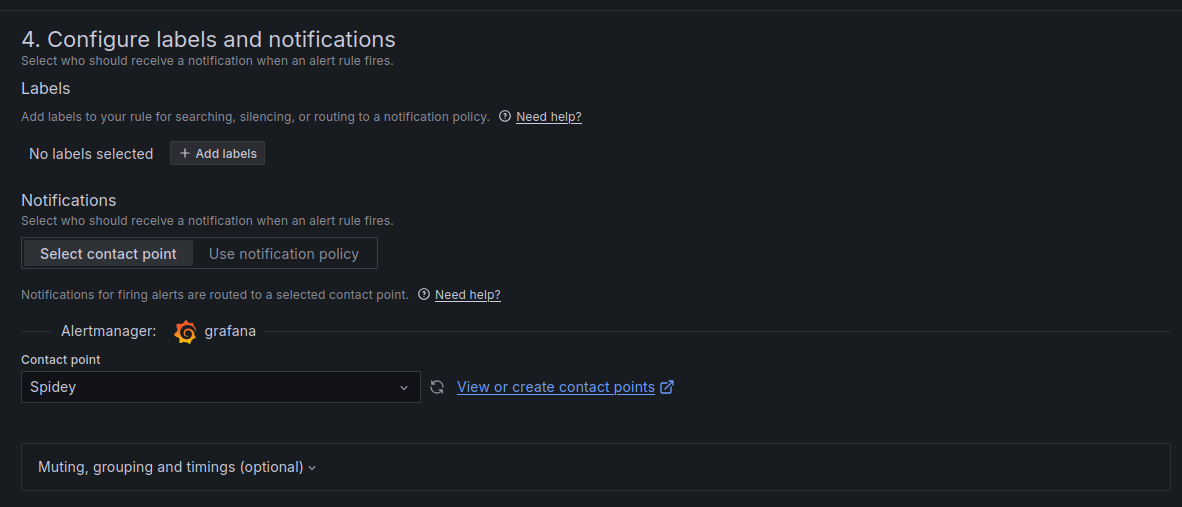 4. Configure labels and notifications
Select who should receive a notification when an alert rule fires.
Labels
Add labels to your rule for searching, silencing, or routing to a notification policy. Need help?
No labels selected + Add labels
Notifications
Select who should receive a notification when an alert rule fires.
Select contact point Use notification policy
Notifications for firing alerts are routed to a selected contact point. Need help?
Alertmanager: grafana
Contact point
Spidey View or create contact points
Muting, grouping and timings (optional)